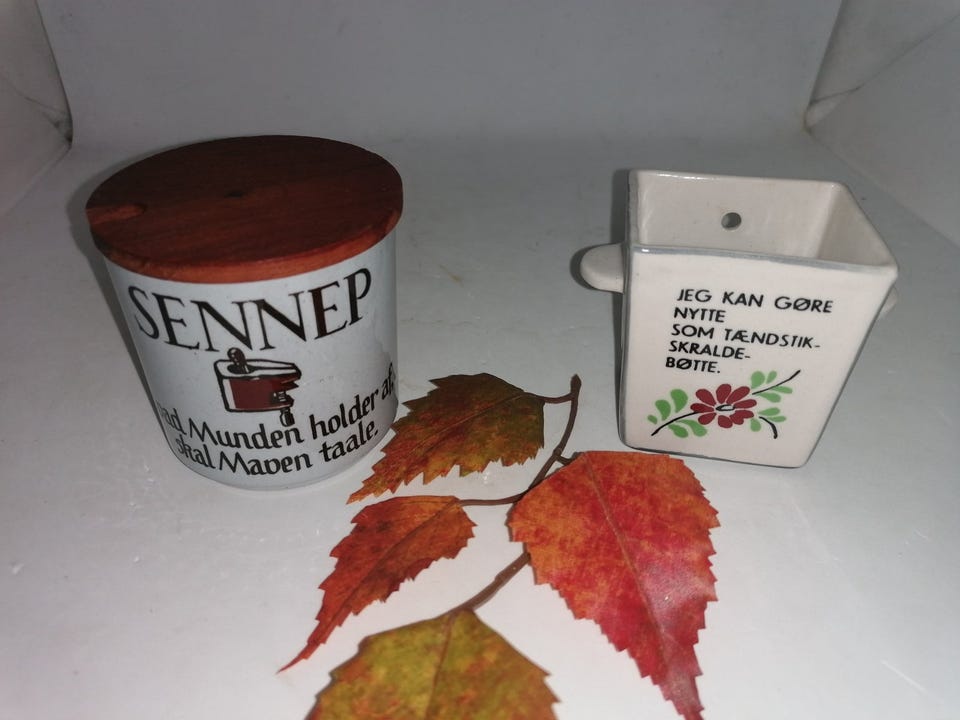 SENNEP
Munden holder af,
skal Maven taale.
JEG KAN GØRE
NYTTE
SOM TÆNDSTIK-
SKRALDE-
BØTTE.